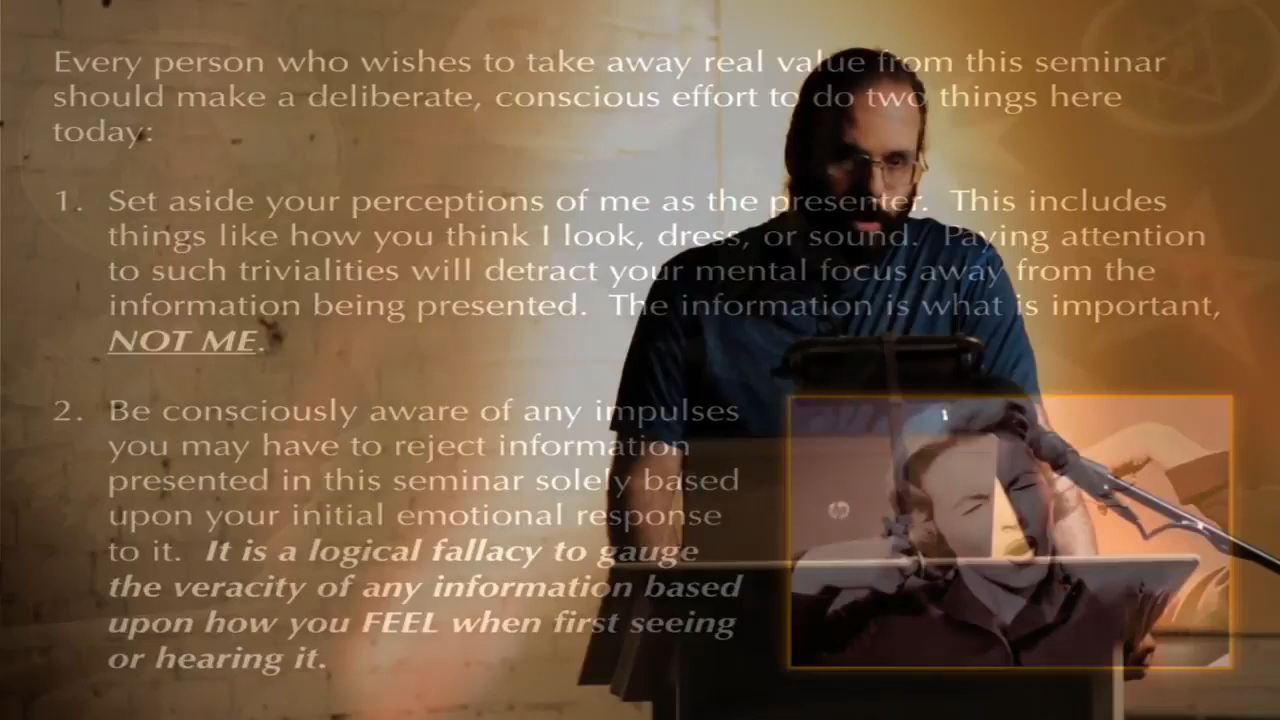 Every person who wishes to take away real value from this seminar
should make a deliberate, conscious effort to do two things here
today:
1. Set aside your perceptions of me as the presenter. This includes
things like how you think I look, dress, or sound. Paying attention
to such trivialities will detract your mental focus away from the
information being presented. The information is what is important,
NOT ME.
2. Be consciously aware of any impulses
you may have to reject information
presented in this seminar solely based
upon your initial emotional response
to it. It is a logical fallacy to gauge
the veracity of any information based
upon how you FEEL when first seeing
or hearing it.
hp